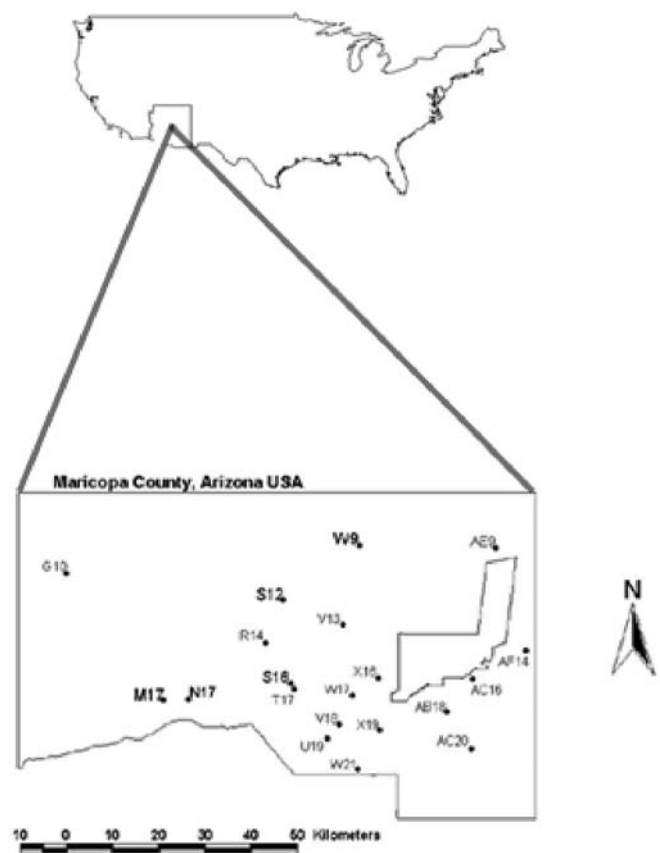 Maricopa County, Arizona USA
W9
AE9
G10
N
S12
V13
R14
AF14
S16
X16
T17
W17
AC16
M17
N17
AB18
V18
X18
U19
AC20
W21
10 0 10 20 30 40 50 Kilometers